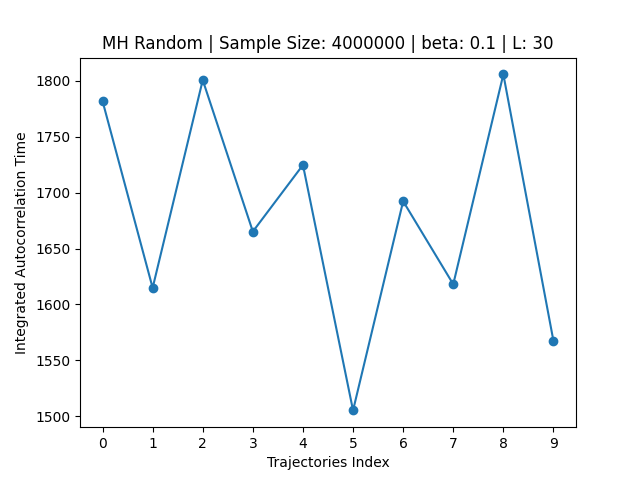 MH Random | Sample Size: 4000000 | beta: 0.1 | L: 30
Integrated Autocorrelation Time
1800
1750
1700
1650
1600
1550
1500
0 1 2 3 4 5 6 7 8 9
Trajectories Index